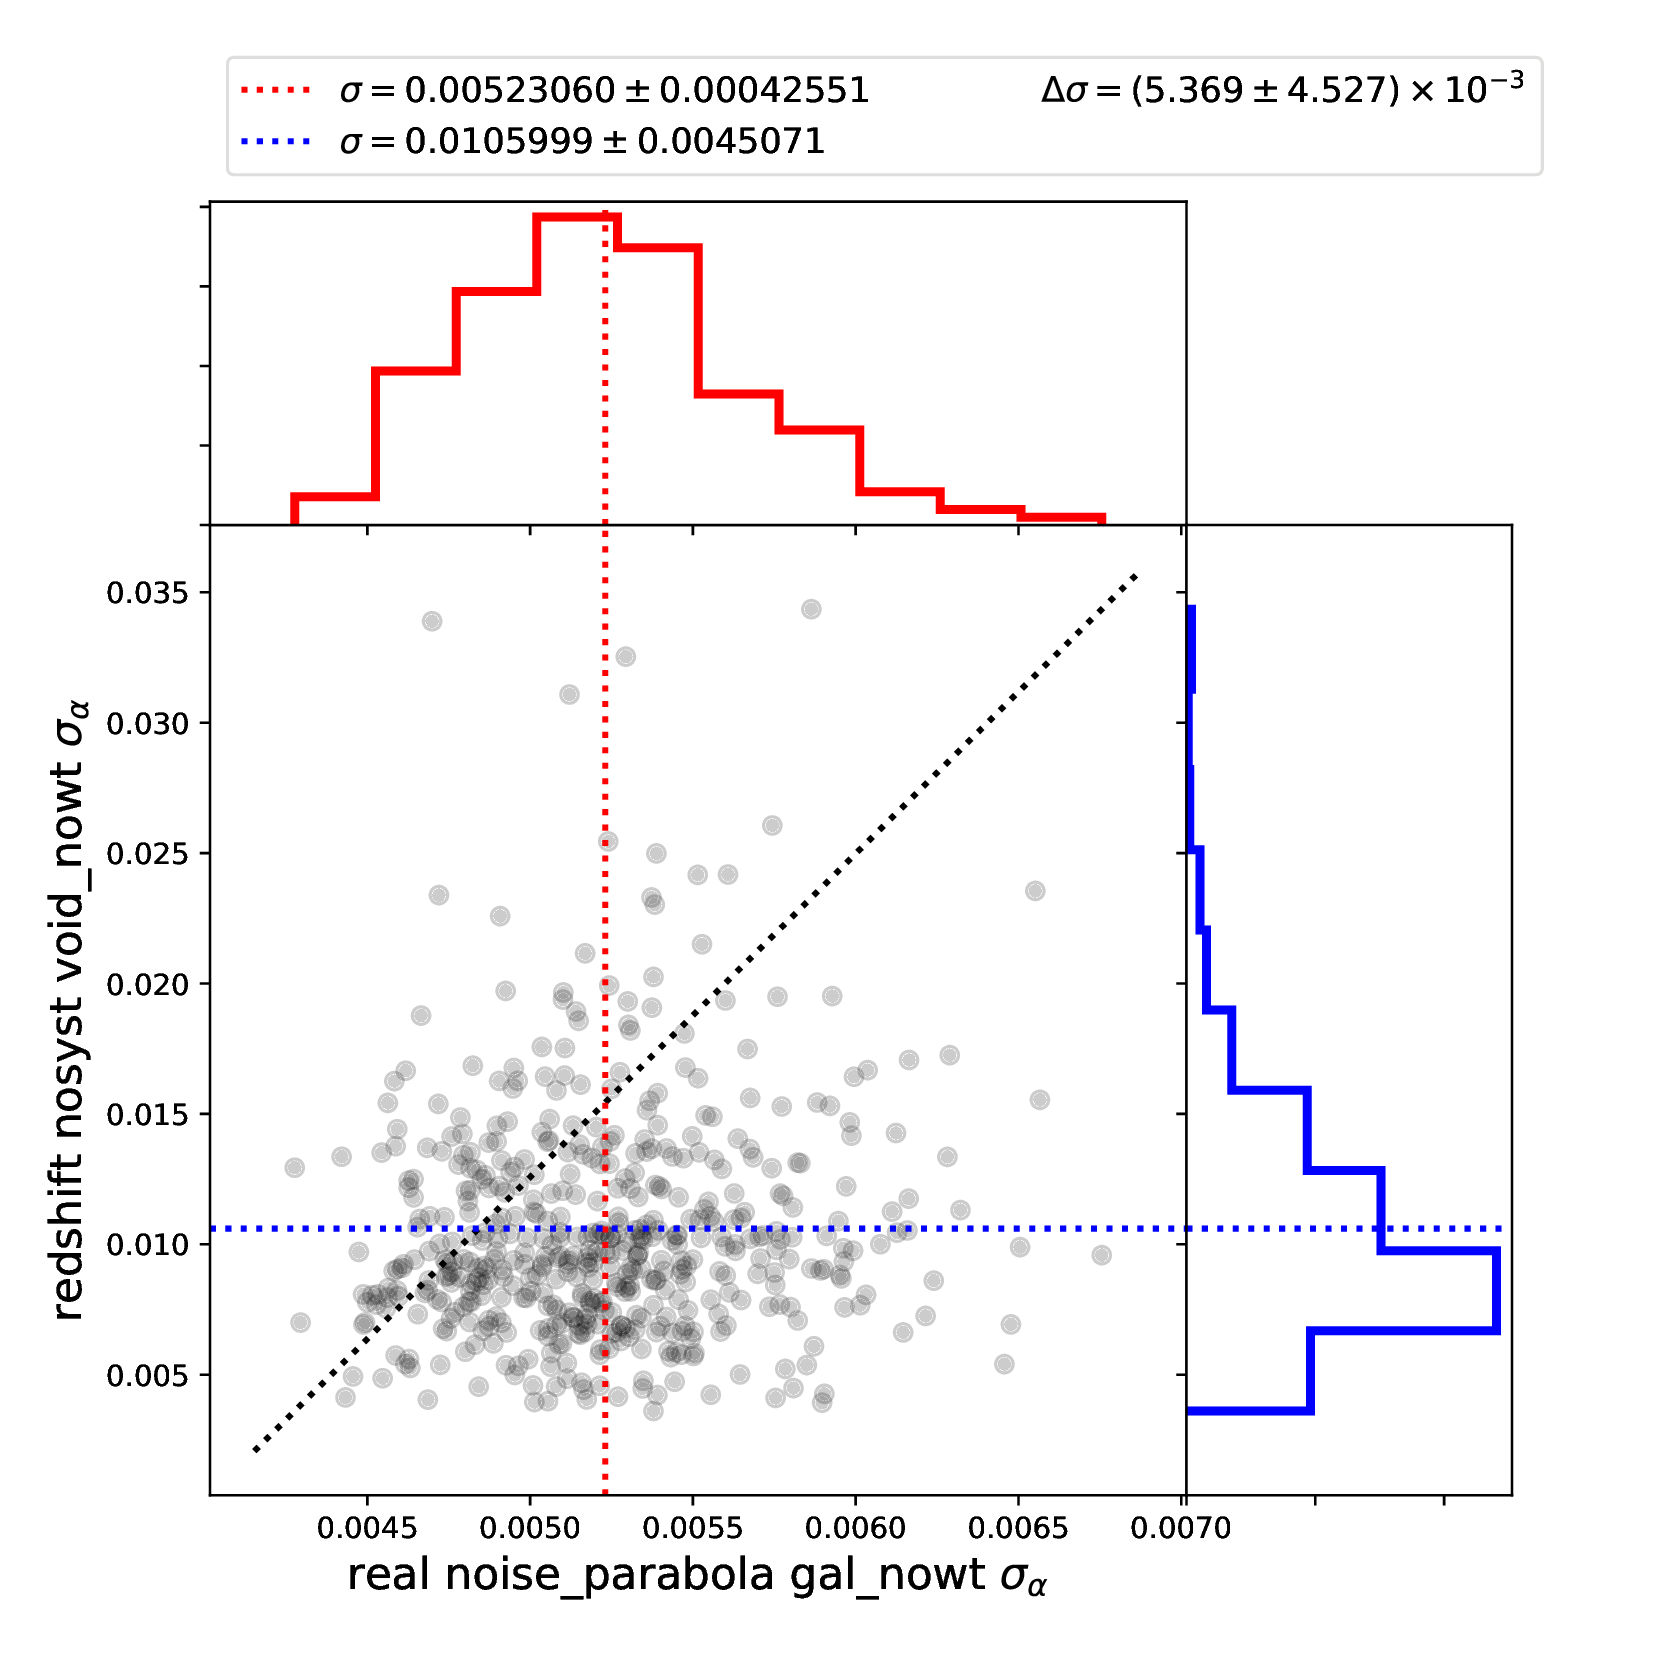 σ = 0.00523060 ± 0.00042551
Δσ = (5.369 ± 4.527) × 10⁻³
σ = 0.0105999 ± 0.0045071
0.035
0.030
0.025
0.020
0.015
0.010
0.005
redshift nosyst void_nowt σ_α
0.0045 0.0050 0.0055 0.0060 0.0065 0.0070
real noise_parabola gal_nowt σ_α